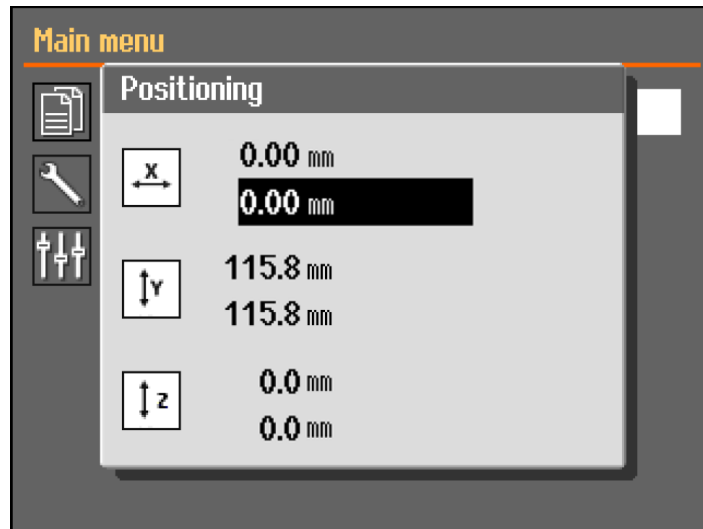 Main menu
Positioning
X
0.00 mm
0.00 mm
Y
115.8 mm
115.8 mm
Z
0.0 mm
0.0 mm